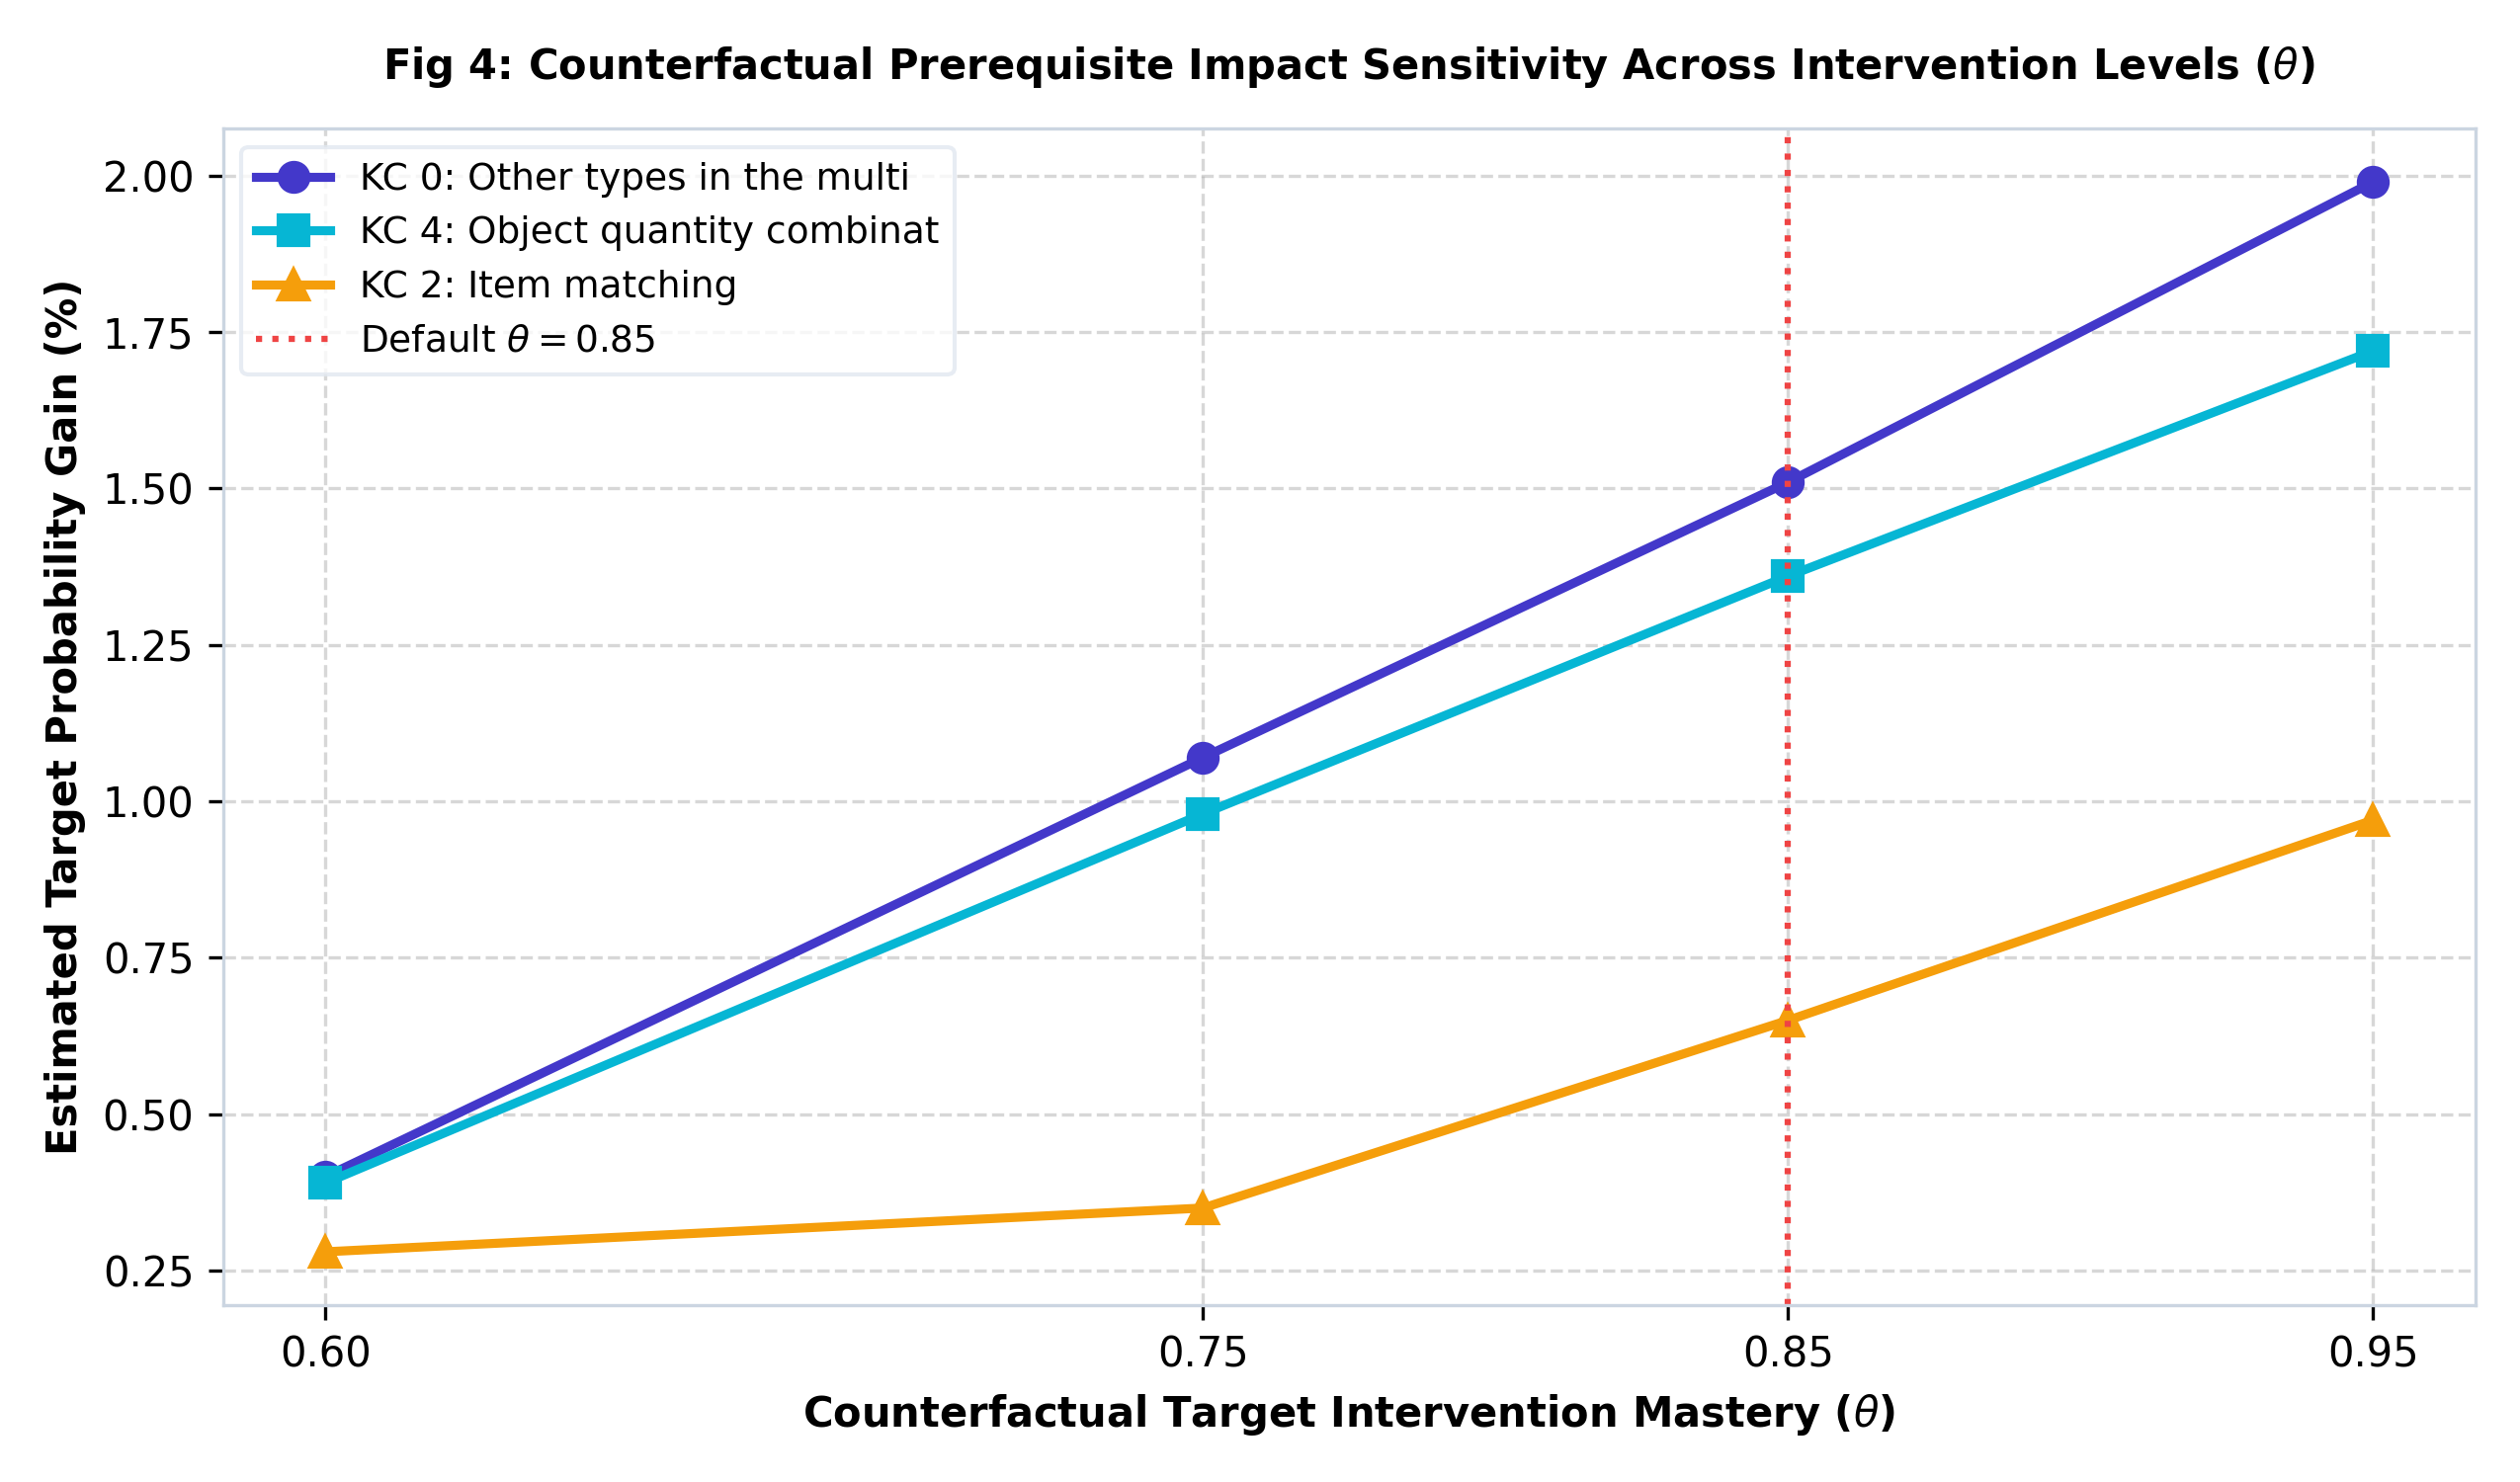 Fig 4: Counterfactual Prerequisite Impact Sensitivity Across Intervention Levels (θ)
KC 0: Other types in the multi
KC 4: Object quantity combinat
KC 2: Item matching
Default θ = 0.85
Estimated Target Probability Gain (%)
2.00
1.75
1.50
1.25
1.00
0.75
0.50
0.25
0.60 0.75 0.85 0.95
Counterfactual Target Intervention Mastery (θ)